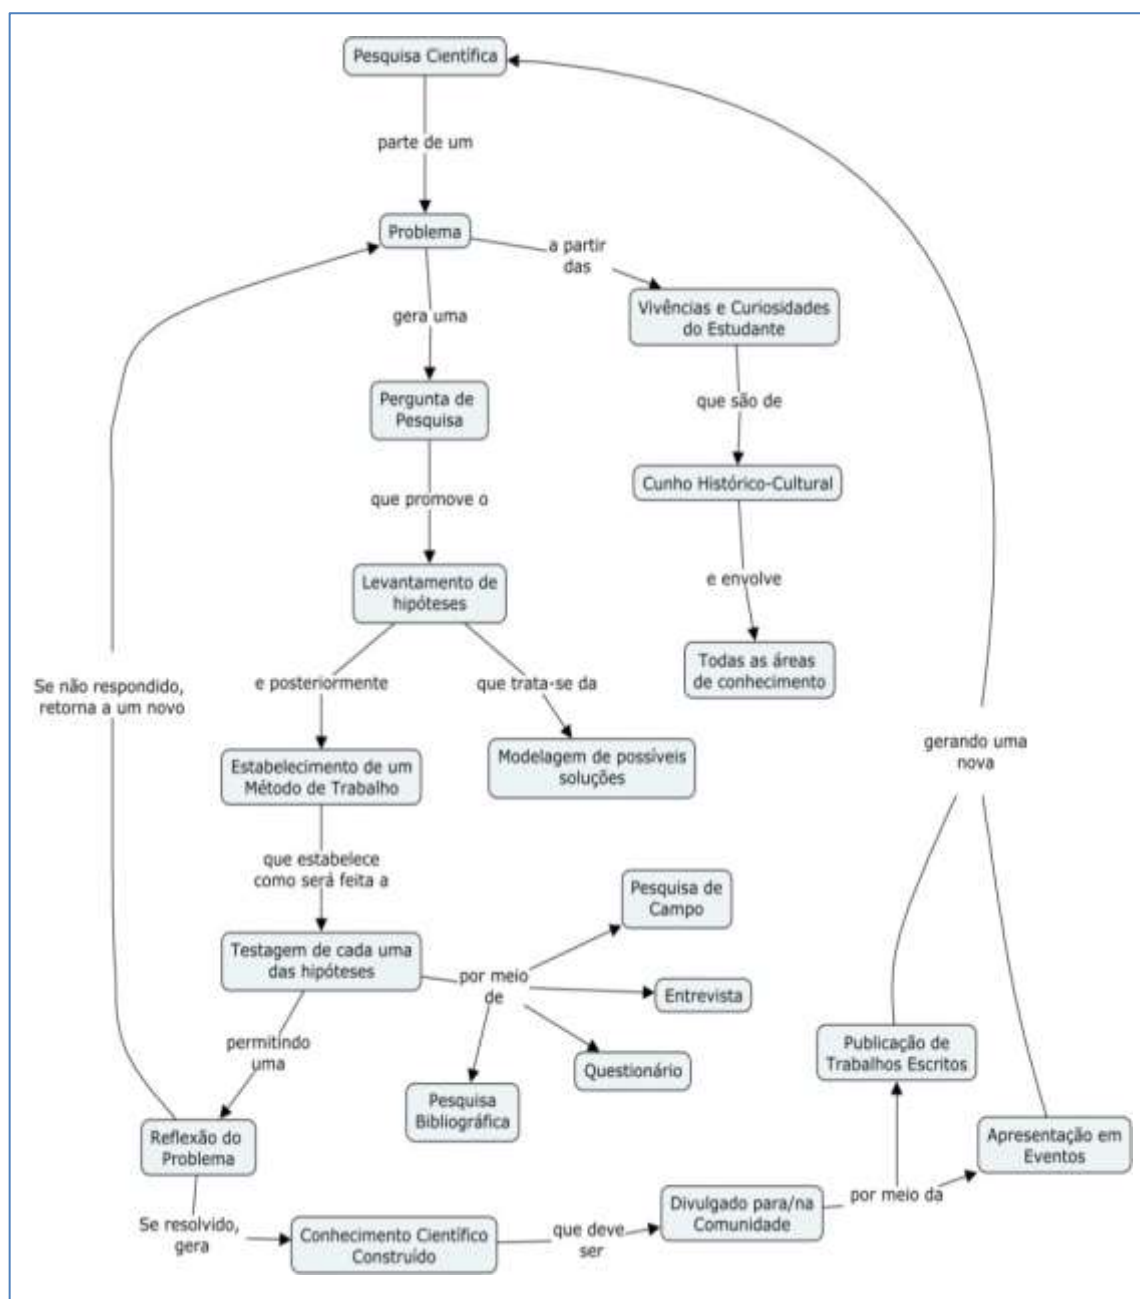 Pesquisa Científica
parte de um
Problema
a partir
das
Vivências e Curiosidades
do Estudante
gera uma
que são de
Pergunta de
Pesquisa
Cunho Histórico-Cultural
que promove o
e envolve
Levantamento de
hipóteses
Todas as áreas
de conhecimento
Se não respondido,
retorna a um novo
e posteriormente
que trata-se da
gerando uma
nova
Estabelecimento de um
Método de Trabalho
Modelagem de possíveis
soluções
que estabelece
como será feita a
Pesquisa de
Campo
Testagem de cada uma
das hipóteses
por meio
de
Entrevista
permitindo
uma
Questionário
Publicação de
Trabalhos Escritos
Pesquisa
Bibliográfica
Reflexão do
Problema
Apresentação em
Eventos
Se resolvido,
gera
Conhecimento Científico
Construído
que deve
ser
Divulgado para/na
Comunidade
por meio da